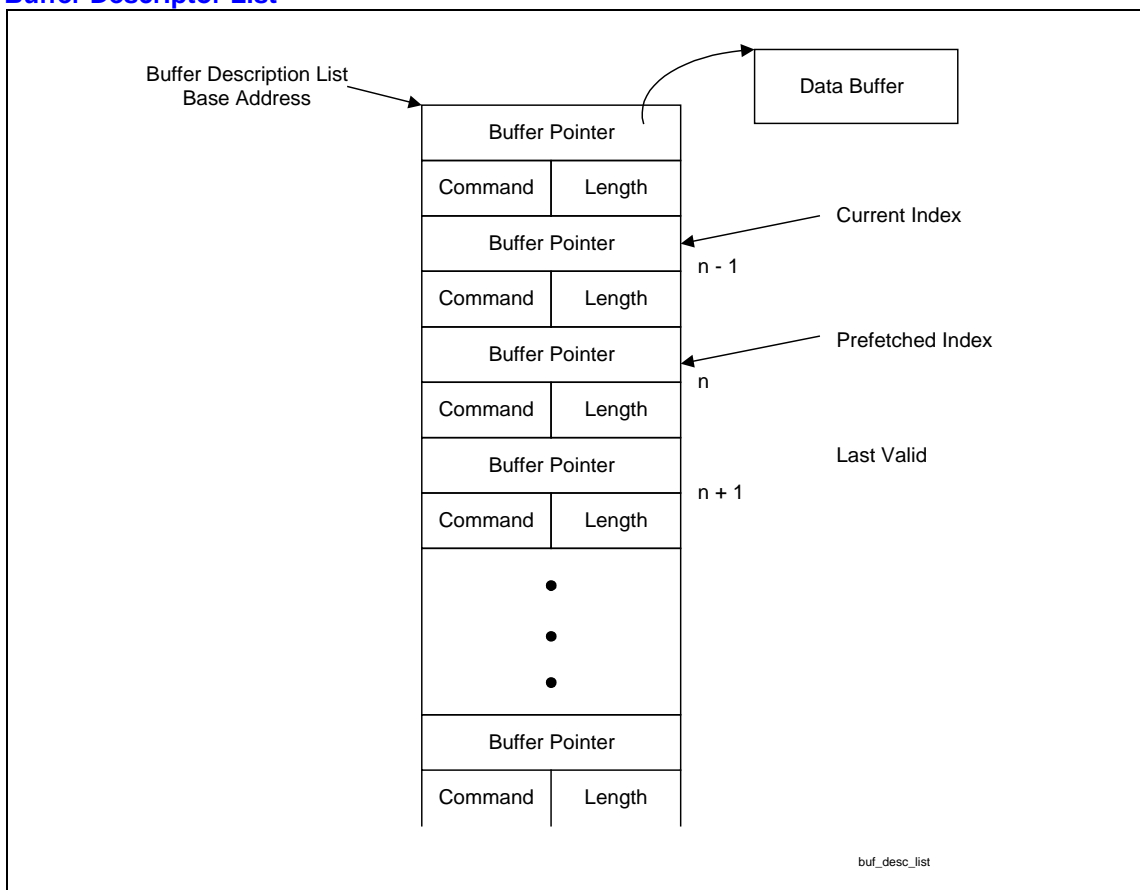 Buffer Descriptor List
Buffer Description List
Base Address
Data Buffer
Buffer Pointer
Command Length
Current Index
Buffer Pointer
n - 1
Command Length
Prefetched Index
Buffer Pointer
n
Command Length
Last Valid
Buffer Pointer
n + 1
Command Length
Buffer Pointer
Command Length
buf_desc_list